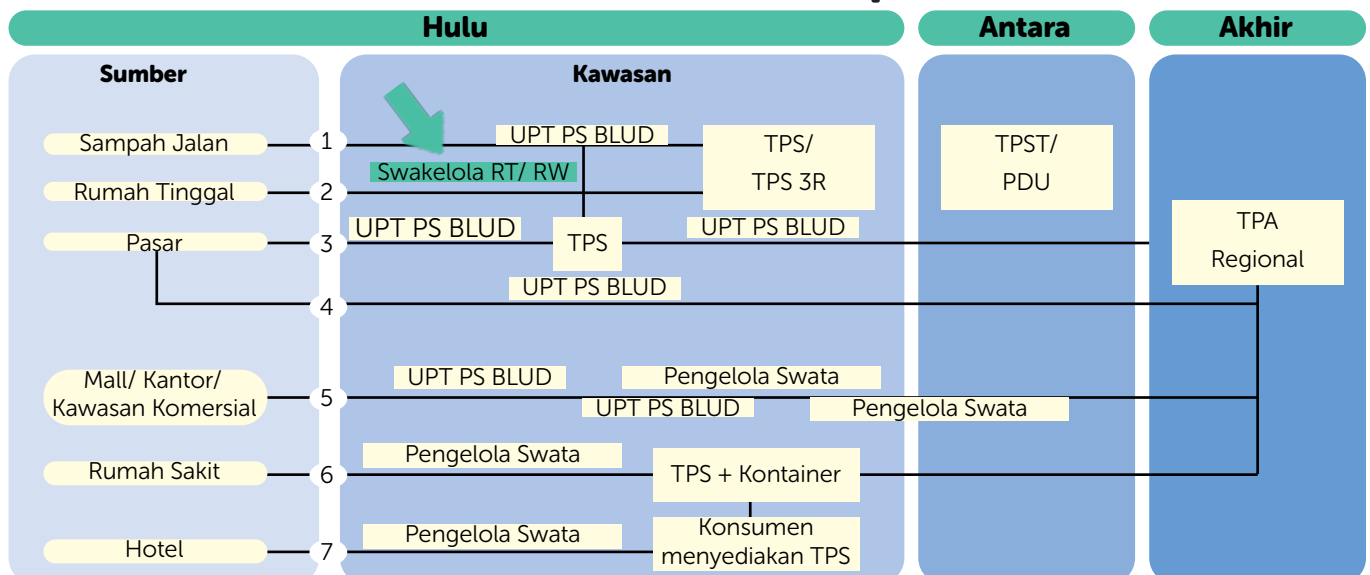 Hulu
Antara
Akhir
Sumber
Kawasan
Sampah Jalan
1
UPT PS BLUD
TPS/
TPS 3R
TPST/
PDU
Swakelola RT/ RW
Rumah Tinggal
2
Pasar
3
UPT PS BLUD
TPS
UPT PS BLUD
TPA
Regional
UPT PS BLUD
4
Mall/ Kantor/
Kawasan Komersial
5
UPT PS BLUD
Pengelola Swata
UPT PS BLUD
Pengelola Swata
Rumah Sakit
6
Pengelola Swata
TPS + Kontainer
Hotel
7
Pengelola Swata
Konsumen
menyediakan TPS